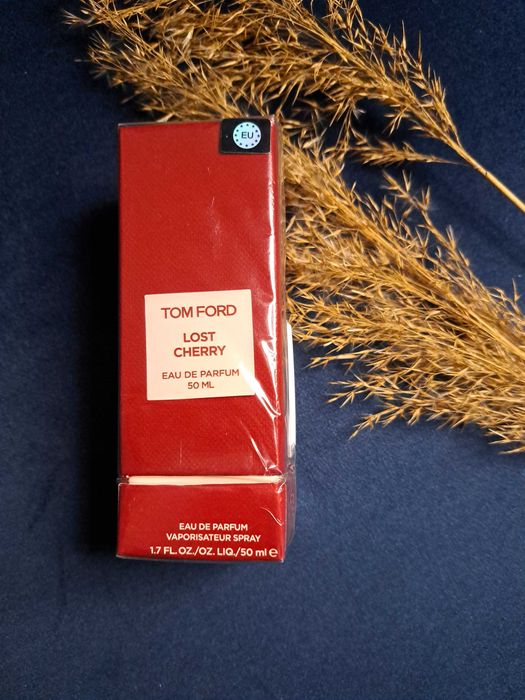 EU
TOM FORD
LOST
CHERRY
EAU DE PARFUM
50 ML
EAU DE PARFUM
VAPORISATEUR SPRAY
1.7 FL. OZ./OZ. LIQ./50 ml ℮